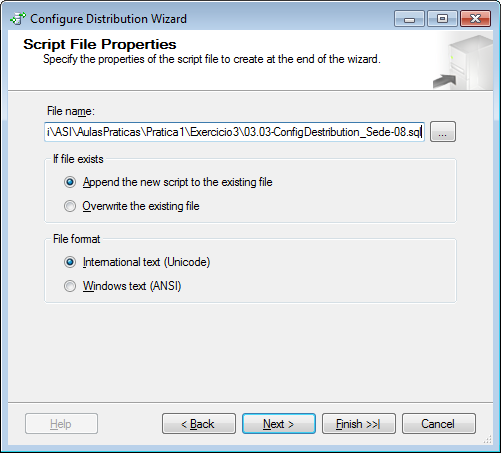 Configure Distribution Wizard
Script File Properties
Specify the properties of the script file to create at the end of the wizard.
File name:
i\ASI\AulasPraticas\Pratica1\Exercicio3\03.03-ConfigDestribution_Sede-08.sql
...
If file exists
Append the new script to the existing file
Overwrite the existing file
File format
International text (Unicode)
Windows text (ANSI)
Help
< Back
Next >
Finish >>|
Cancel